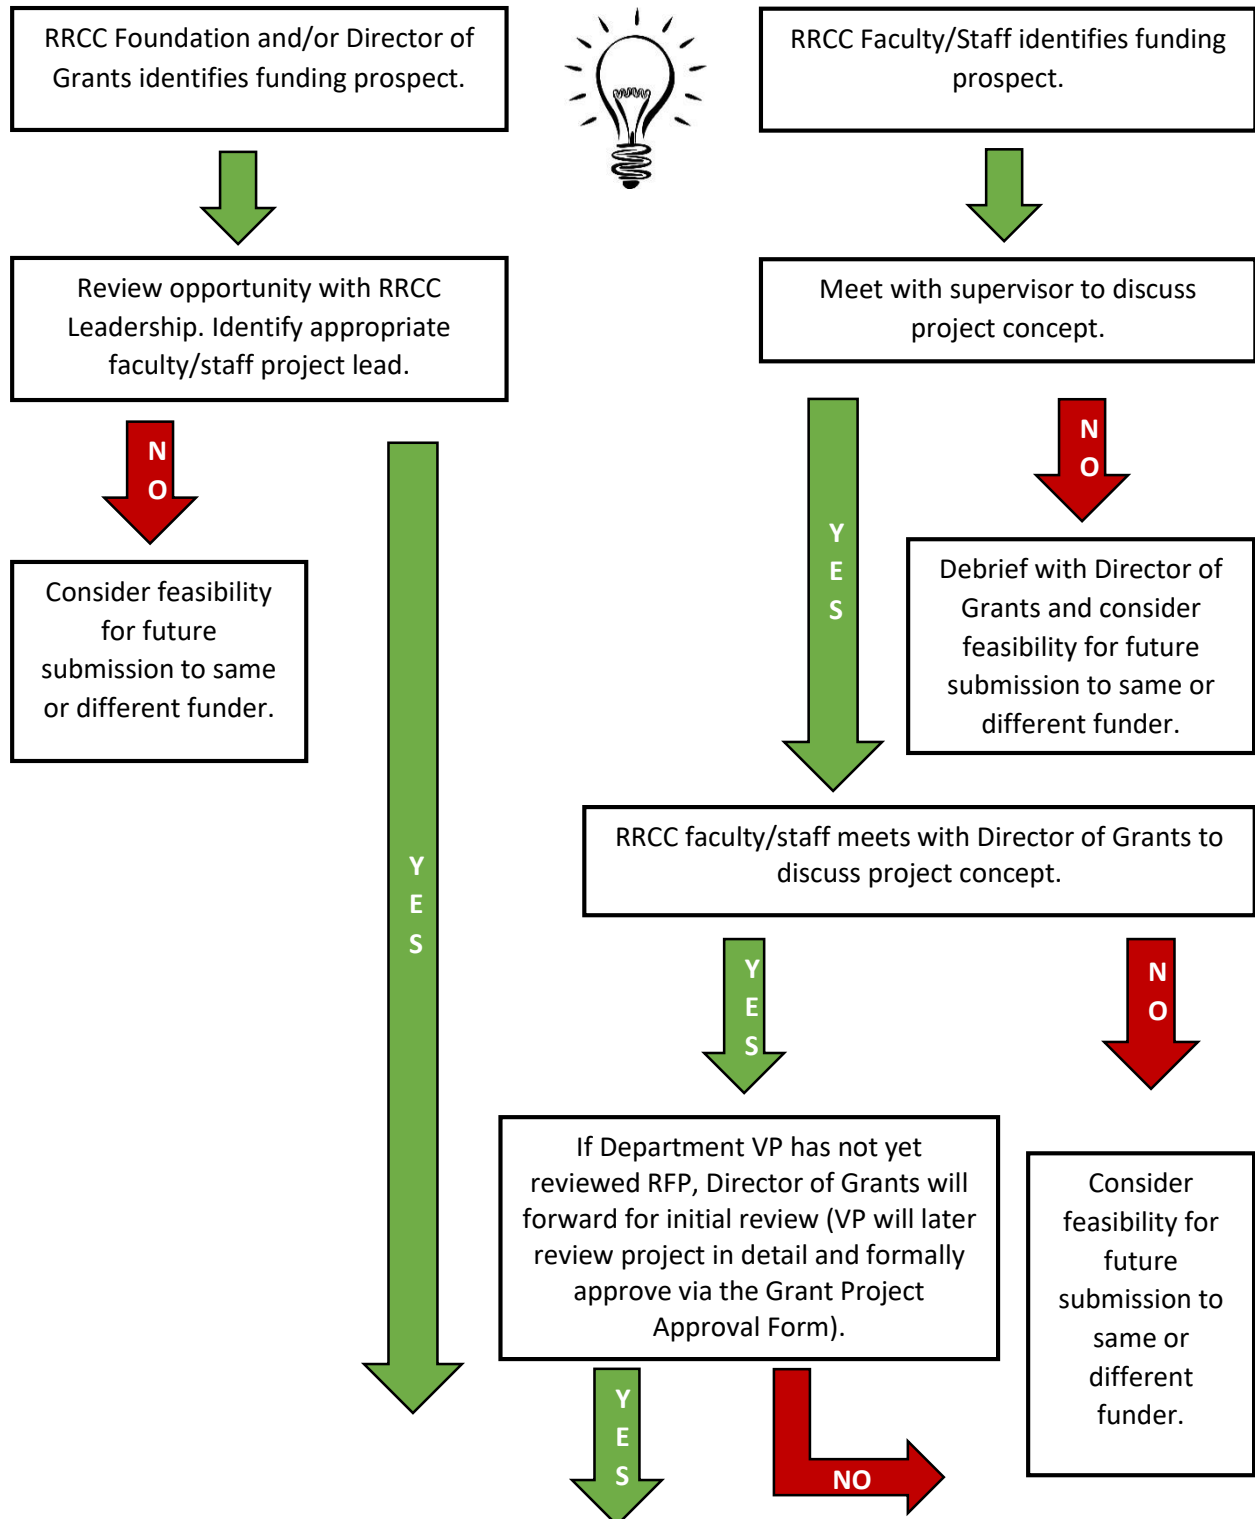 RRCC Foundation and/or Director of
Grants identifies funding prospect.
RRCC Faculty/Staff identifies funding
prospect.
Review opportunity with RRCC
Leadership. Identify appropriate
faculty/staff project lead.
Meet with supervisor to discuss
project concept.
N
O
N
O
Y
E
S
Consider feasibility
for future
submission to same
or different funder.
Debrief with Director of
Grants and consider
feasibility for future
submission to same or
different funder.
RRCC faculty/staff meets with Director of Grants to
discuss project concept.
Y
E
S
Y
E
S
N
O
If Department VP has not yet
reviewed RFP, Director of Grants will
forward for initial review (VP will later
review project in detail and formally
approve via the Grant Project
Approval Form).
Consider
feasibility for
future
submission to
same or
different
funder.
Y
E
S
NO